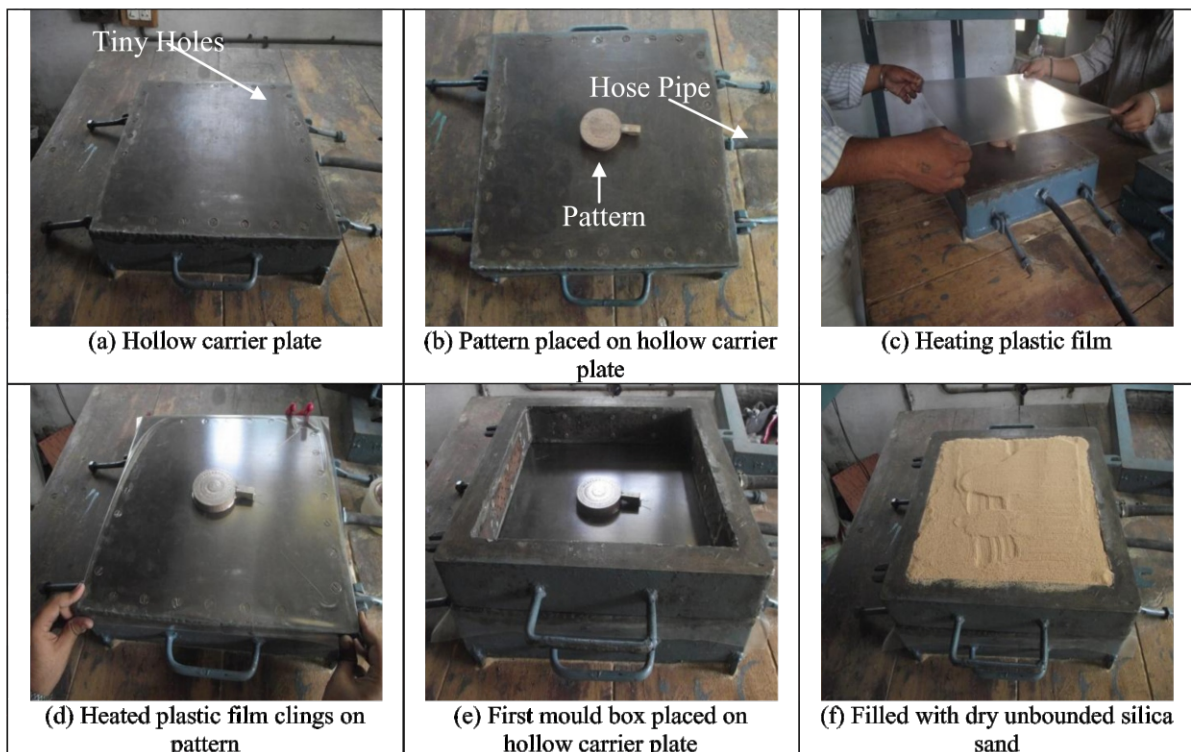 Tiny Holes
(a) Hollow carrier plate
Hose Pipe
Pattern
(b) Pattern placed on hollow carrier
plate
(c) Heating plastic film
(d) Heated plastic film clings on
pattern
(e) First mould box placed on
hollow carrier plate
(f) Filled with dry unbounded silica
sand